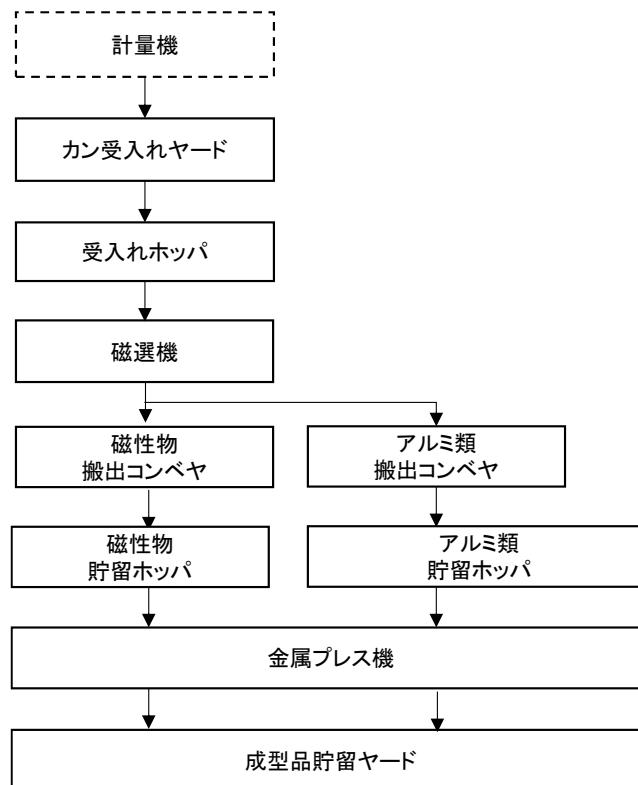 計量機
カン受入れヤード
受入れホッパ
磁選機
磁性物
搬出コンベヤ
アルミ類
搬出コンベヤ
磁性物
貯留ホッパ
アルミ類
貯留ホッパ
金属プレス機
成型品貯留ヤード